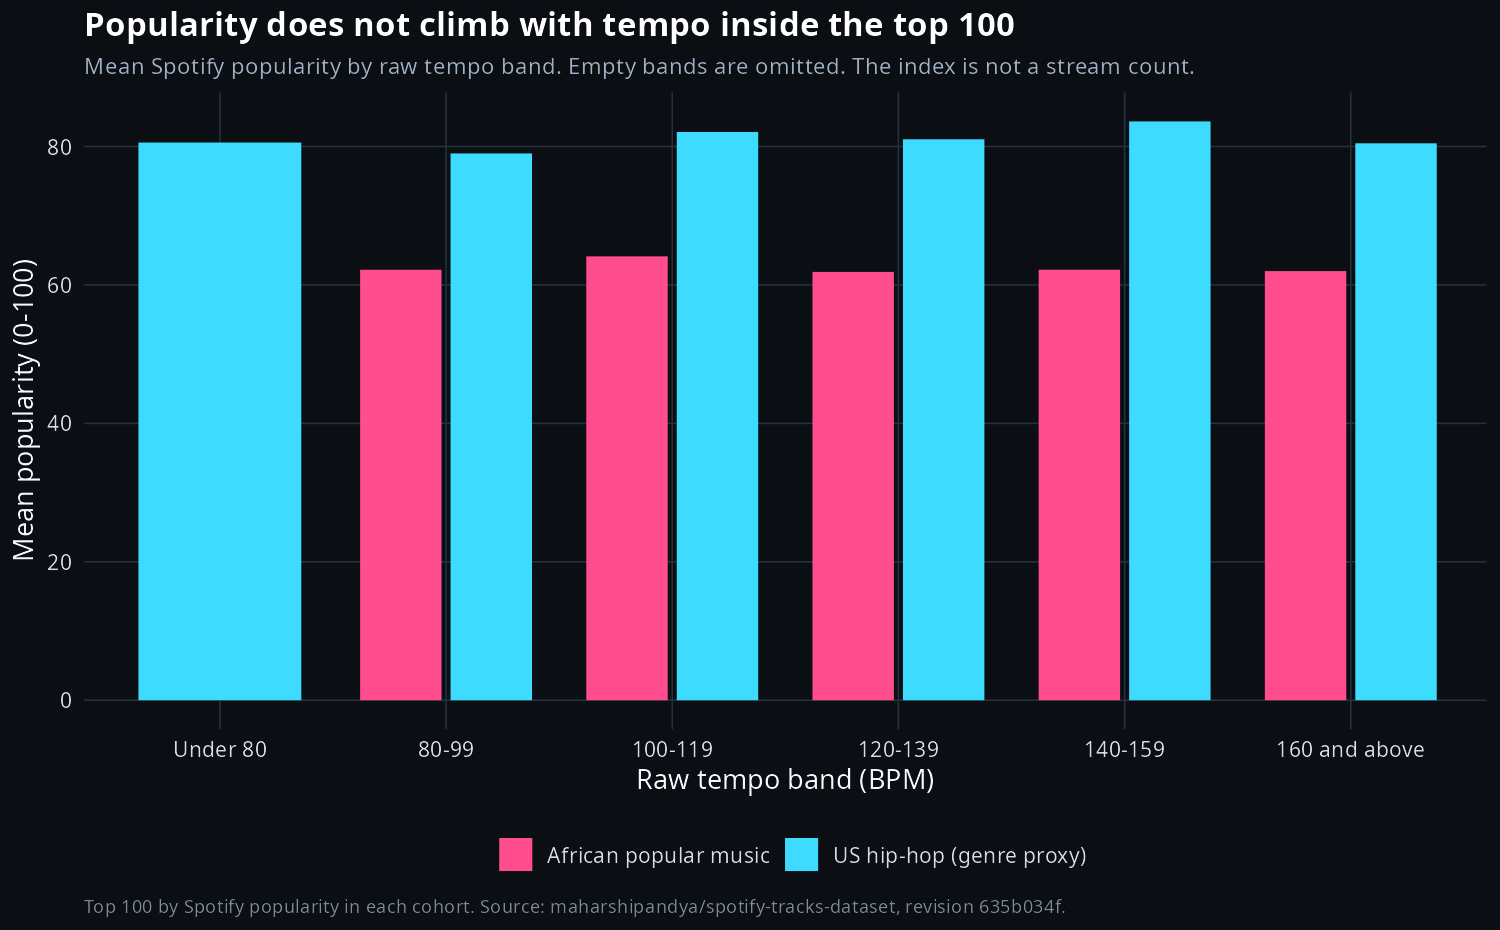 Popularity does not climb with tempo inside the top 100
Mean Spotify popularity by raw tempo band. Empty bands are omitted. The index is not a stream count.
Mean popularity (0-100)
80
60
40
20
0
Under 80
80-99
100-119
120-139
140-159
160 and above
Raw tempo band (BPM)
African popular music
US hip-hop (genre proxy)
Top 100 by Spotify popularity in each cohort. Source: maharshipandya/spotify-tracks-dataset, revision 635b034f.